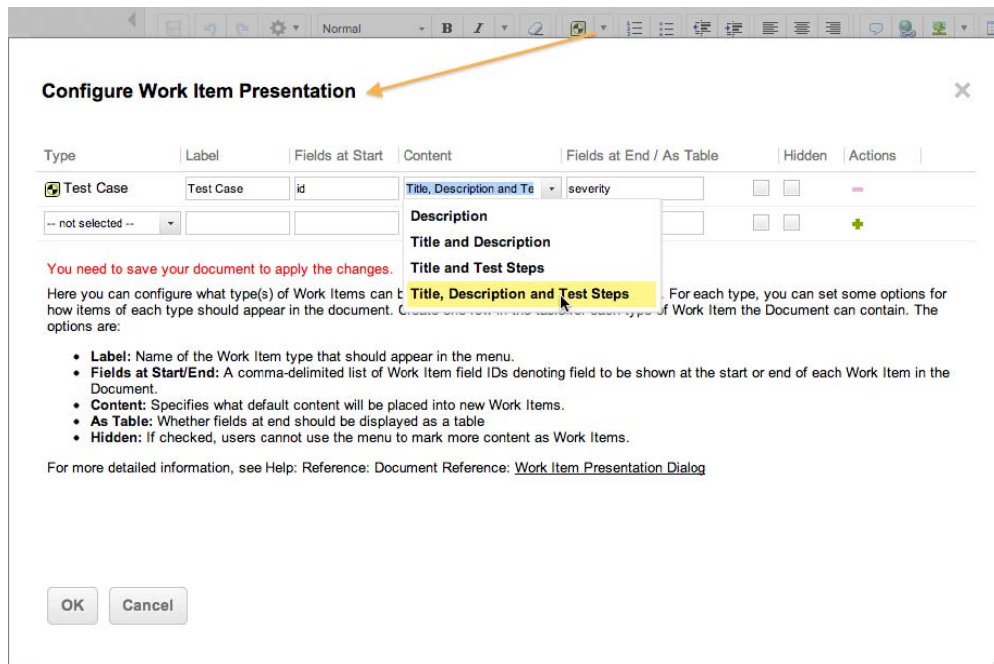 Normal B I
Configure Work Item Presentation
Type Label Fields at Start Content Fields at End / As Table Hidden Actions
Test Case Test Case id Title, Description and Te severity
-- not selected --
Description
Title and Description
Title and Test Steps
Title, Description and Test Steps
You need to save your document to apply the changes.
Here you can configure what type(s) of Work Items can . For each type, you can set some options for
how items of each type should appear in the document. of Work Item the Document can contain. The
options are:
• Label: Name of the Work Item type that should appear in the menu.
• Fields at Start/End: A comma-delimited list of Work Item field IDs denoting field to be shown at the start or end of each Work Item in the
Document.
• Content: Specifies what default content will be placed into new Work Items.
• As Table: Whether fields at end should be displayed as a table
• Hidden: If checked, users cannot use the menu to mark more content as Work Items.
For more detailed information, see Help: Reference: Document Reference: Work Item Presentation Dialog
OK Cancel